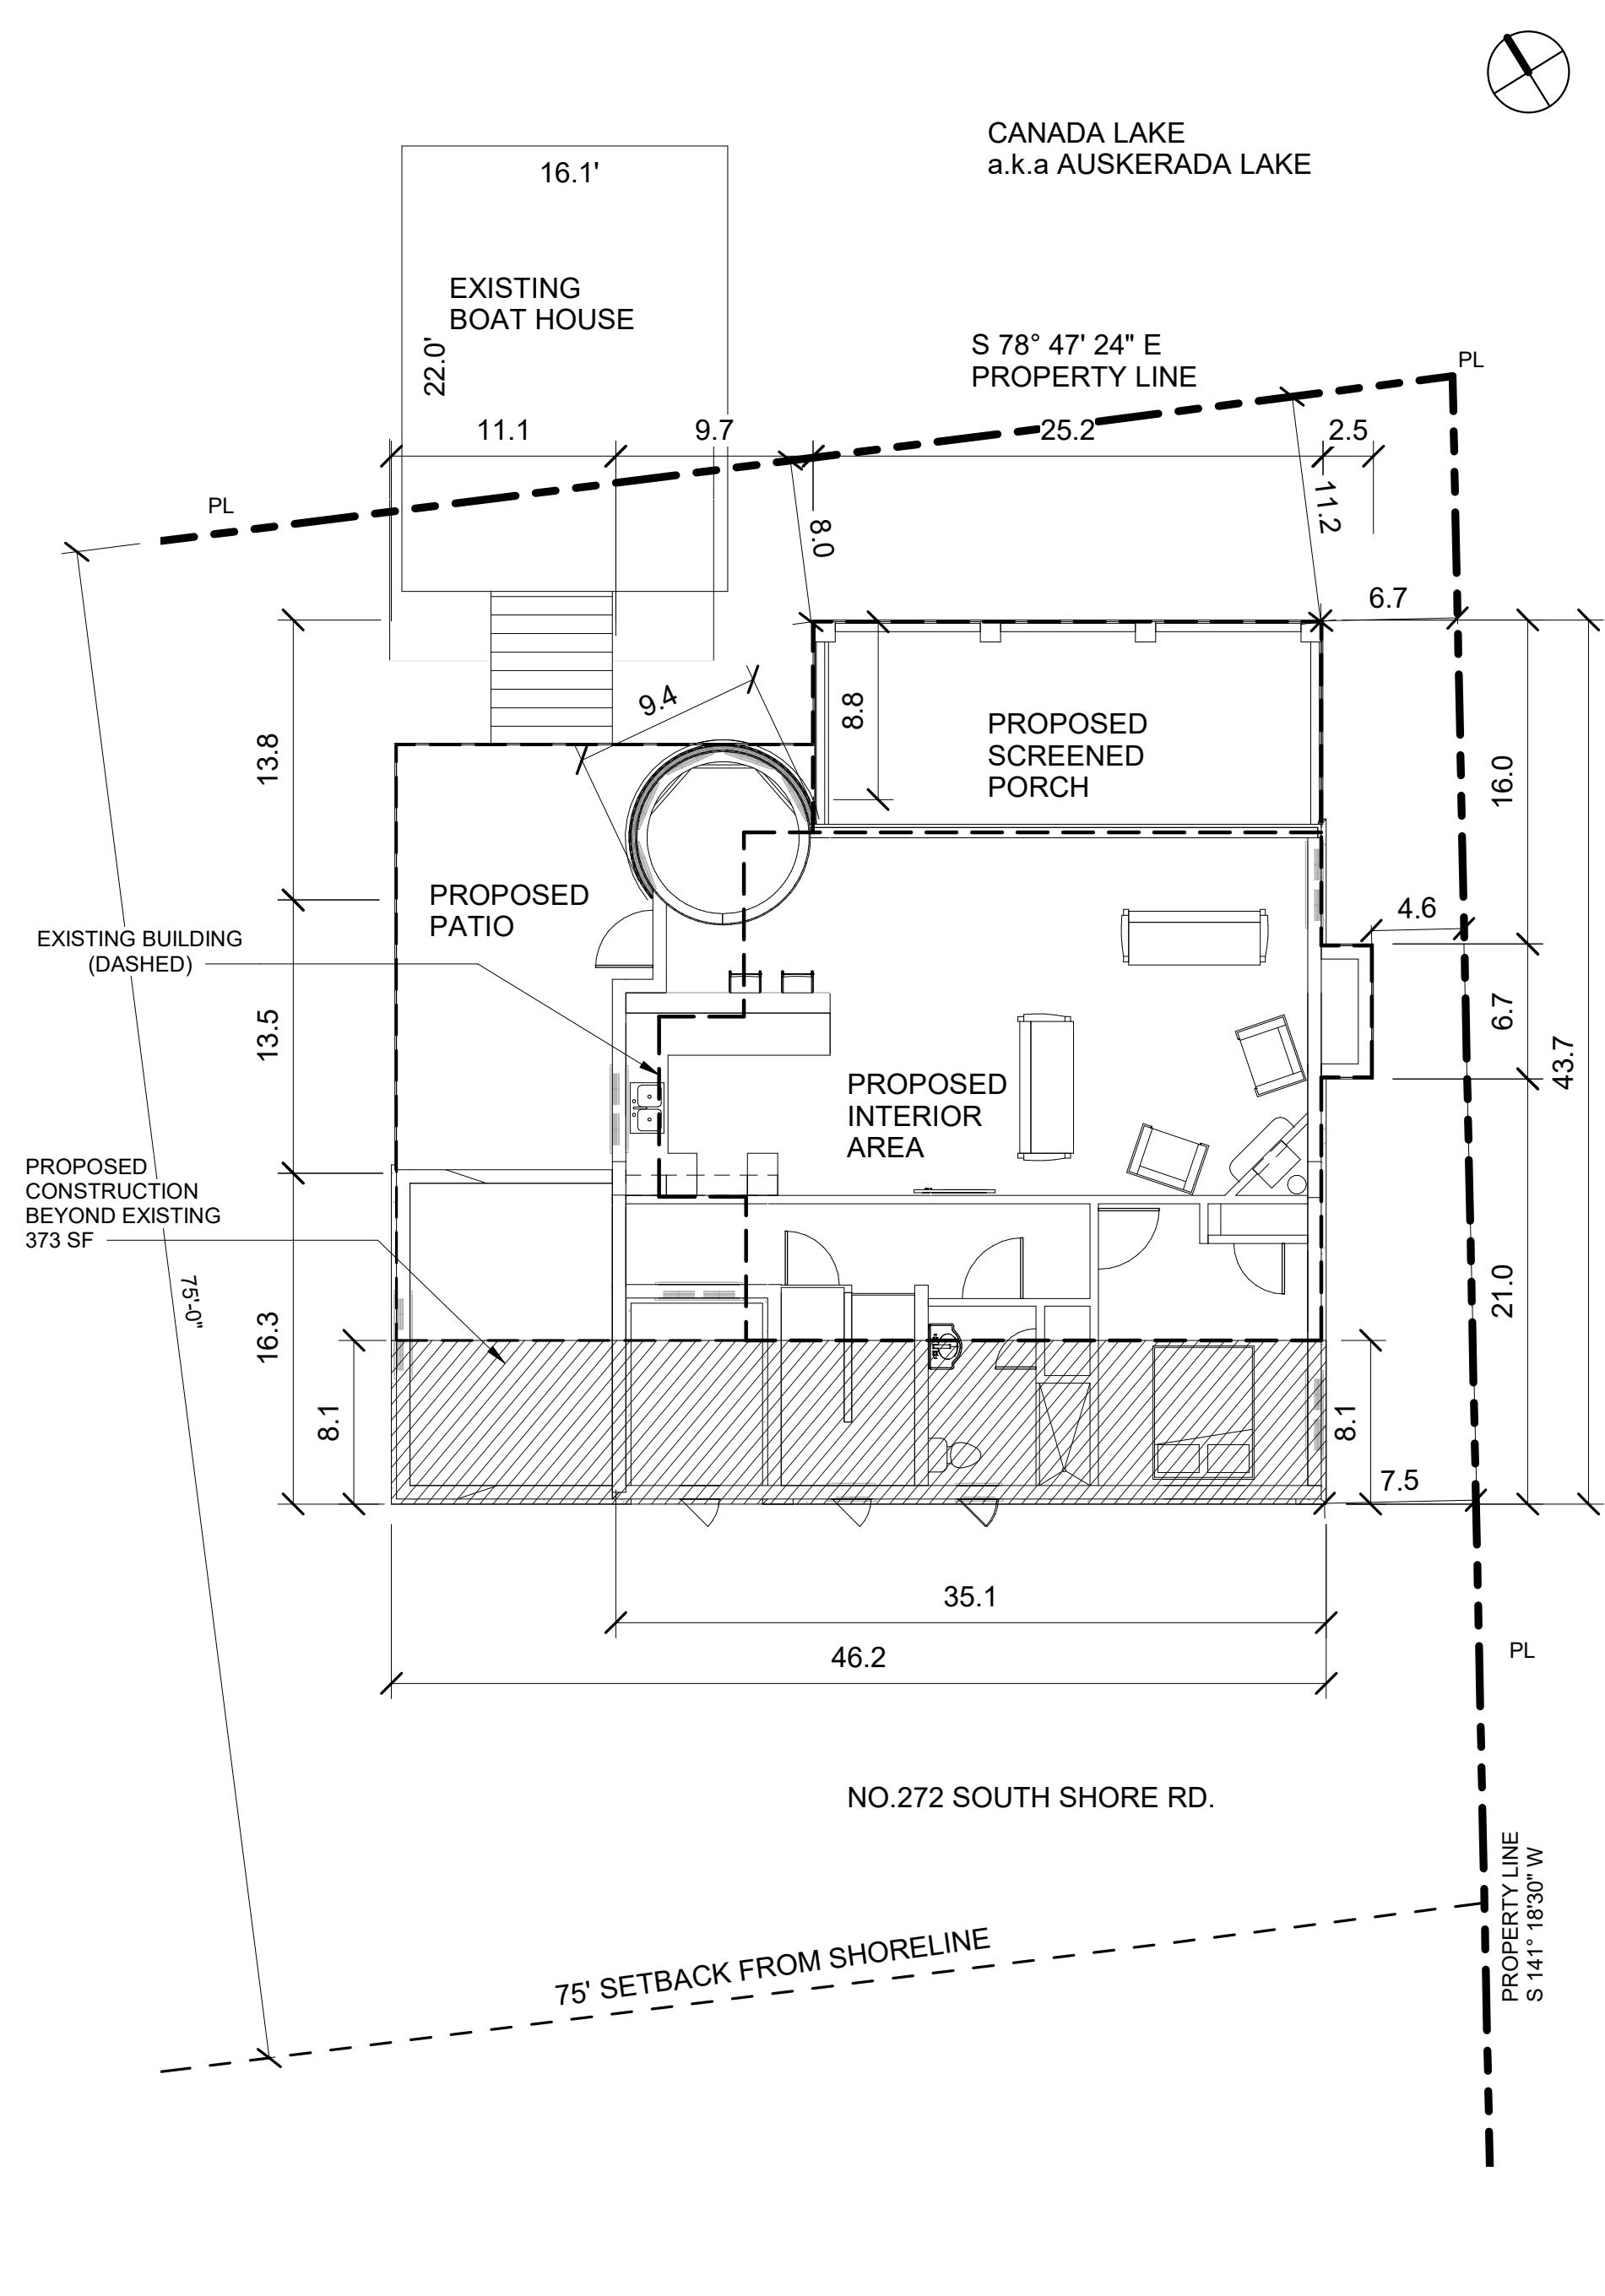 CANADA LAKE
a.k.a AUSKERADA LAKE
16.1'
EXISTING
BOAT HOUSE
22.0'
S 78° 47' 24" E
PROPERTY LINE
PL
11.1
9.7
25.2
2.5
PL
8.0
11.2
6.7
9.4
8.8
PROPOSED
SCREENED
PORCH
13.8
16.0
PROPOSED
PATIO
4.6
EXISTING BUILDING
(DASHED)
13.5
6.7
43.7
PROPOSED
INTERIOR
AREA
PROPOSED
CONSTRUCTION
BEYOND EXISTING
373 SF
75'-0"
16.3
21.0
8.1
8.1
7.5
35.1
46.2
PL
NO.272 SOUTH SHORE RD.
PROPERTY LINE
S 141° 18'30" W
75' SETBACK FROM SHORELINE